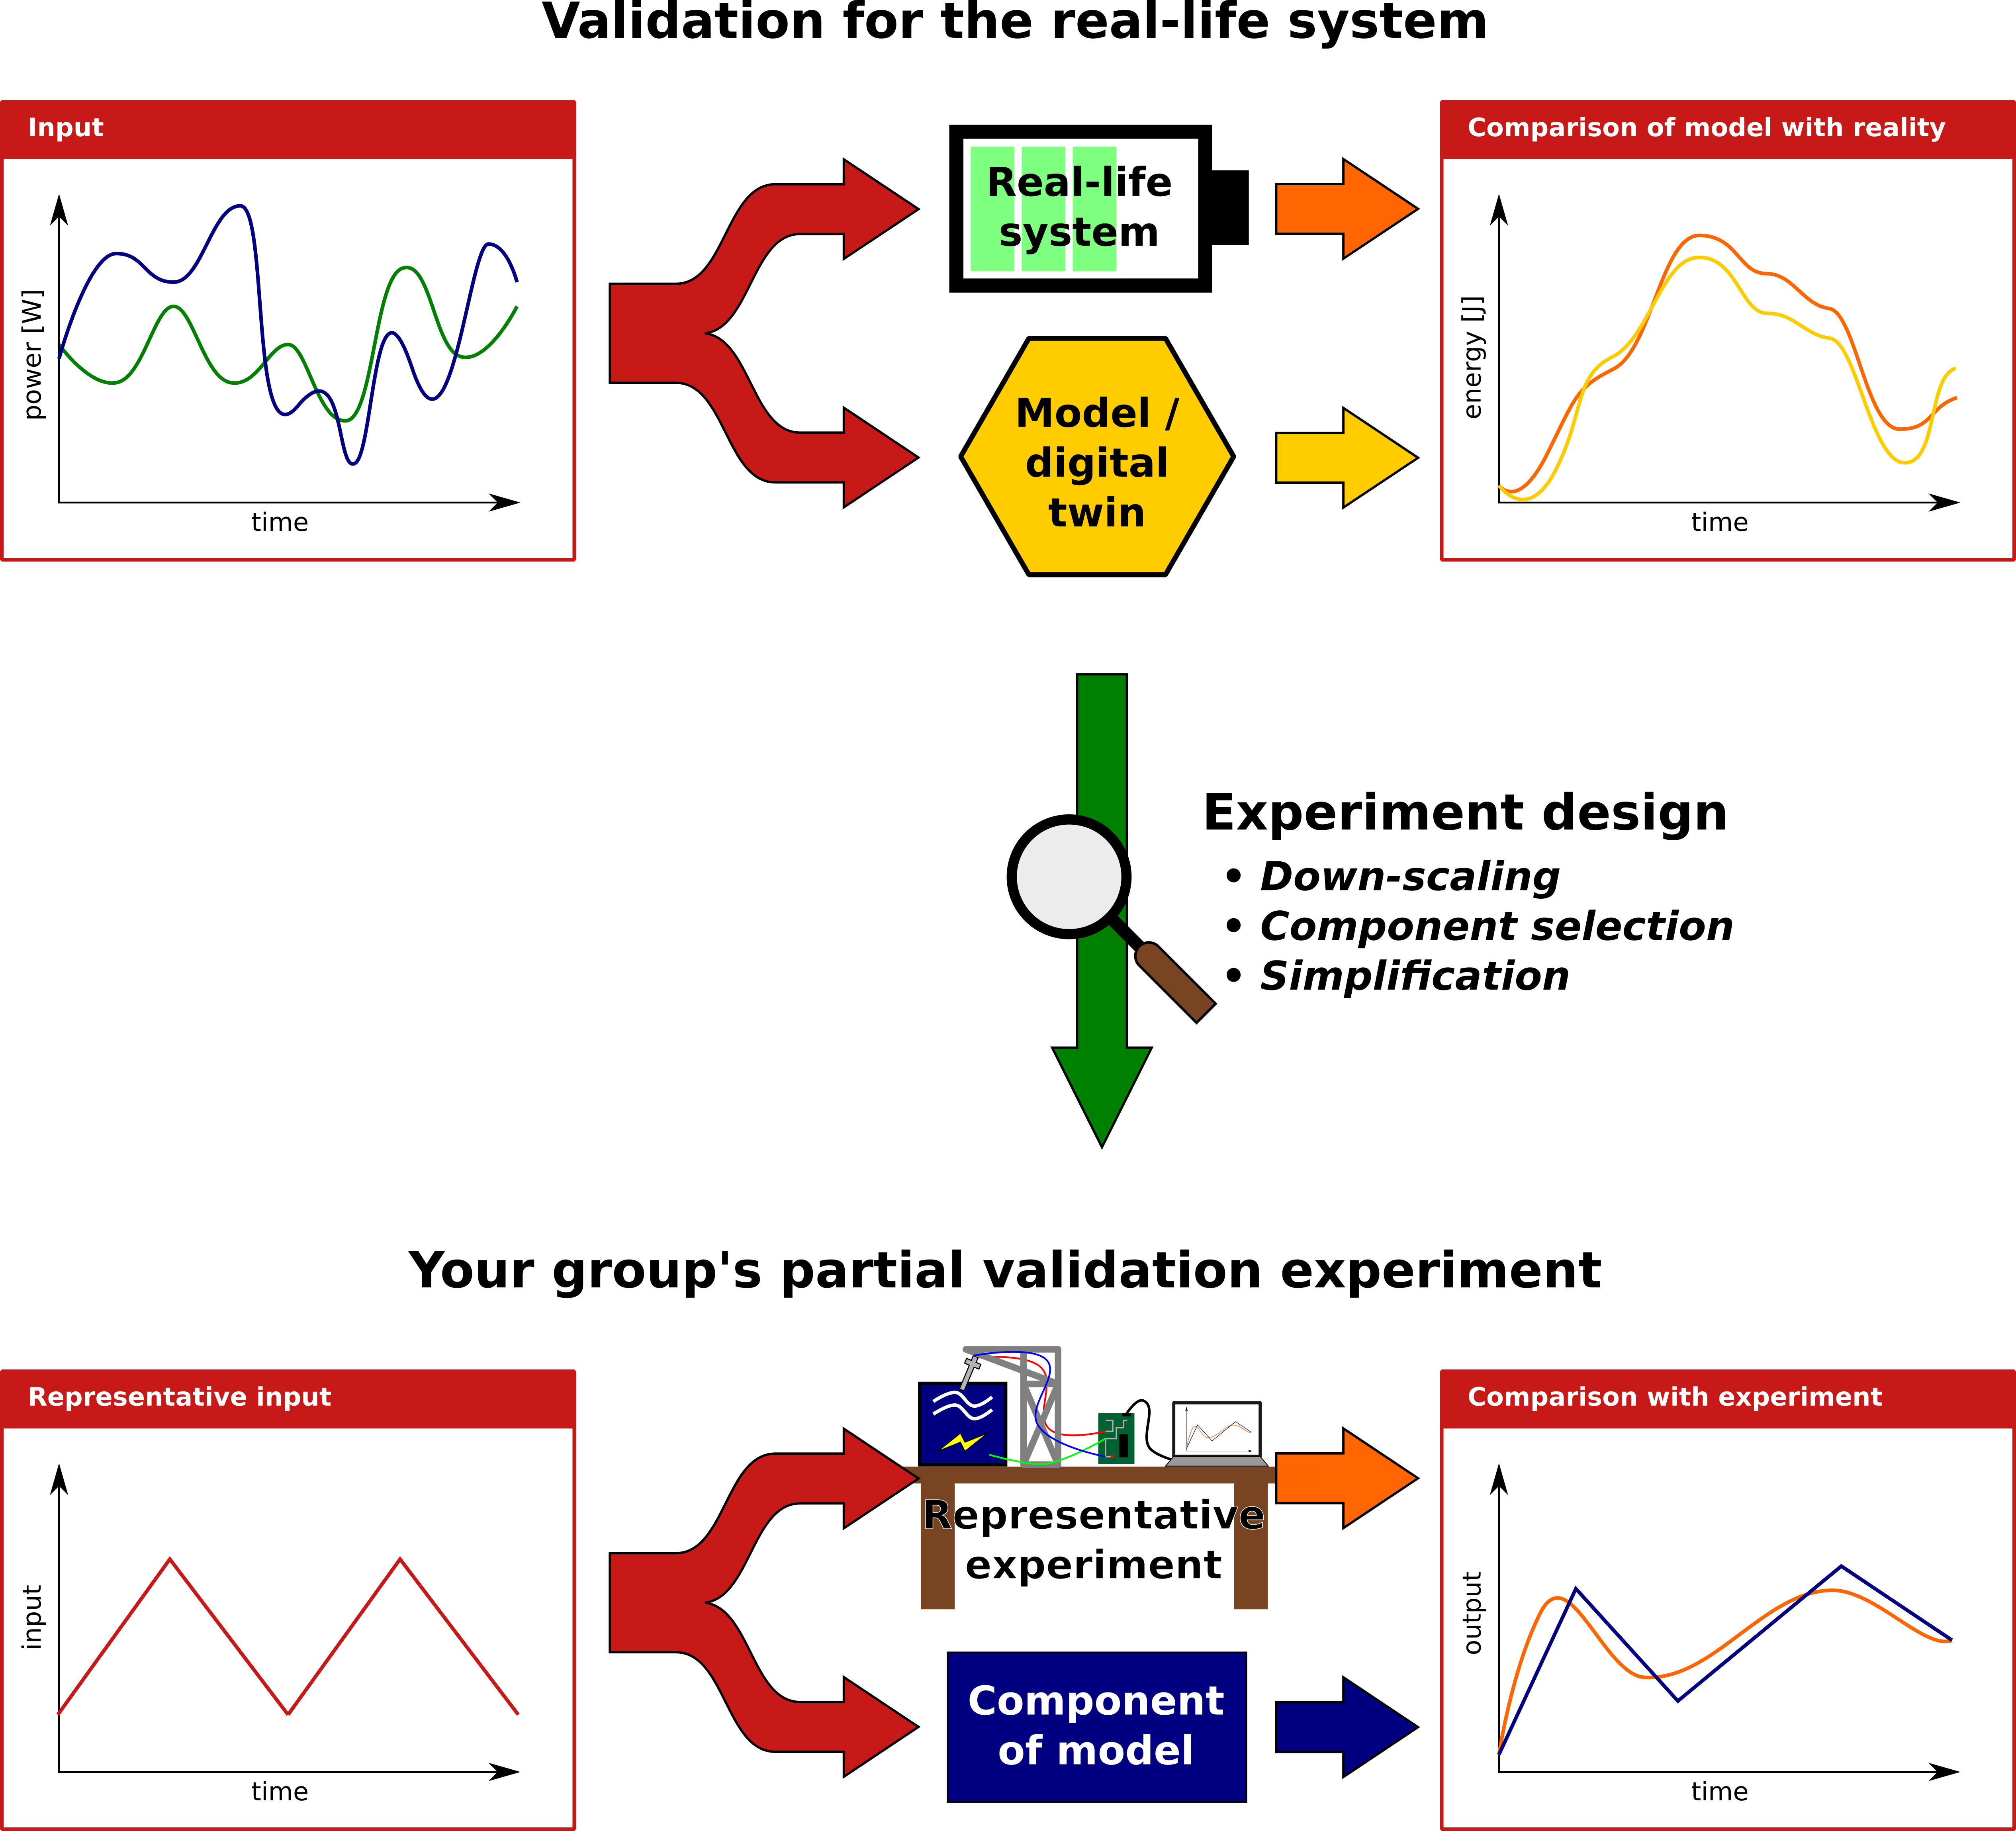 Validation for the real-life system
Input
power [W]
time
Real-life
system
Model /
digital
twin
Comparison of model with reality
energy [J]
time
Experiment design
• Down-scaling
• Component selection
• Simplification
Your group's partial validation experiment
Representative input
input
time
Representative
experiment
Component
of model
Comparison with experiment
output
time